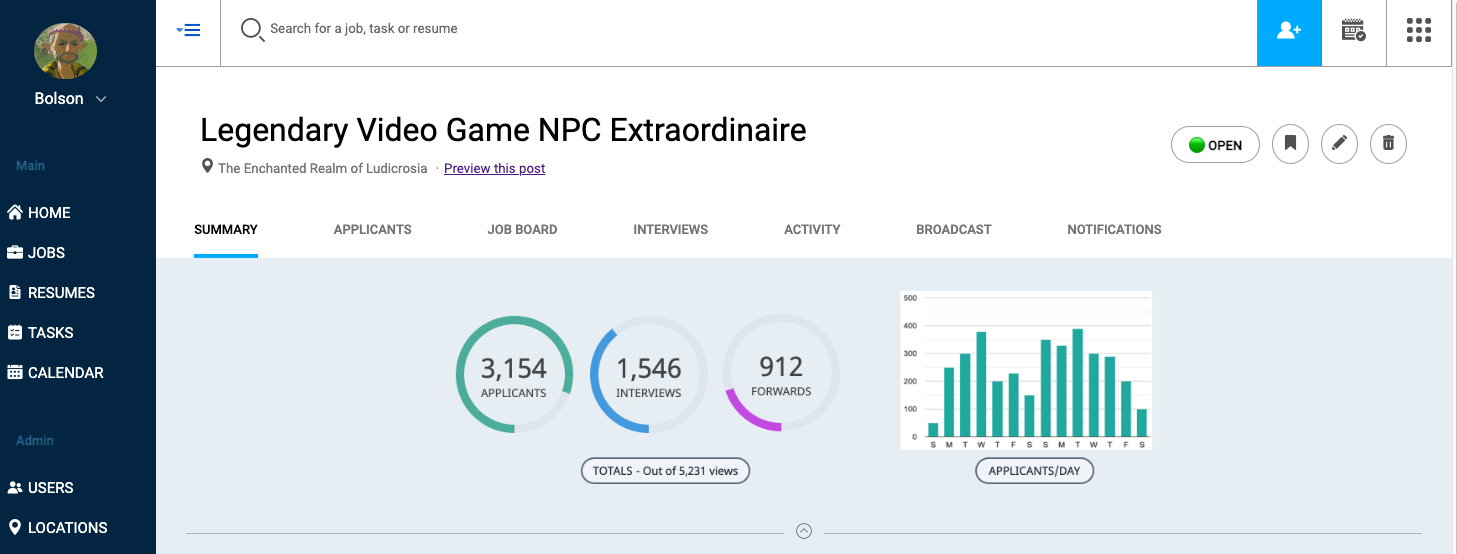 Bolson
Main
HOME
JOBS
RESUMES
TASKS
CALENDAR
Admin
USERS
LOCATIONS
Search for a job, task or resume
Legendary Video Game NPC Extraordinaire
The Enchanted Realm of Ludicrosia · Preview this post
OPEN
SUMMARY APPLICANTS JOB BOARD INTERVIEWS ACTIVITY BROADCAST NOTIFICATIONS
3,154
APPLICANTS
1,546
INTERVIEWS
912
FORWARDS
TOTALS - Out of 5,231 views
500
400
300
200
100
0
S M T W T F S S M T W T F S
APPLICANTS/DAY